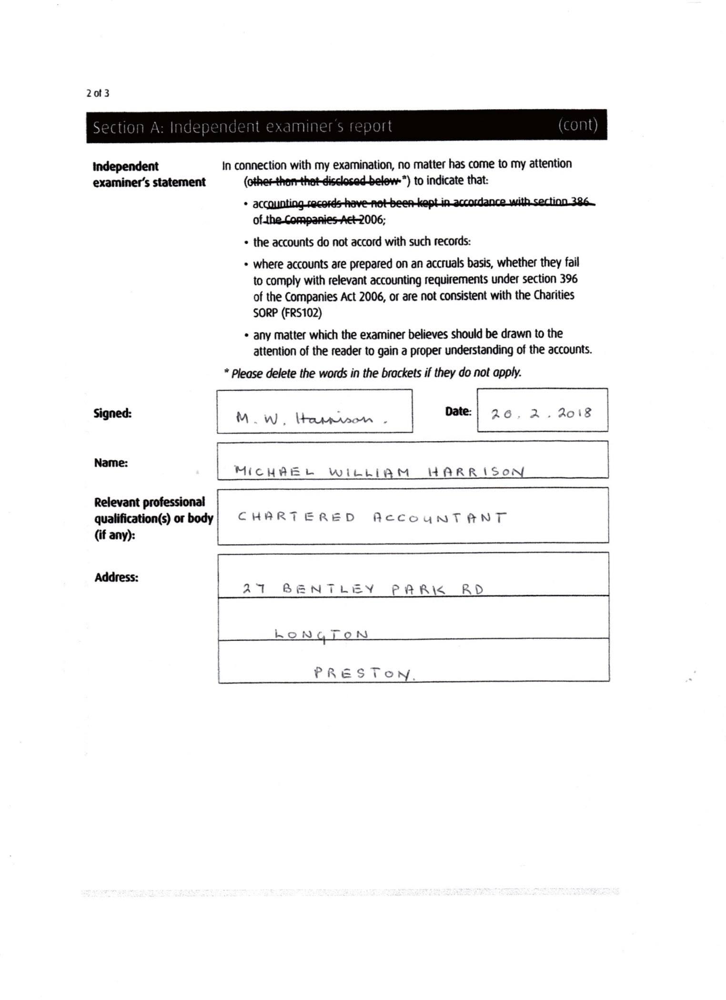 2 of 3
Section A: Independent examiner's report (cont)
Independent
examiner's statement
In connection with my examination, no matter has come to my attention
(other than that disclosed below *) to indicate that:
• accounting records have not been kept in accordance with section 386
of the Companies Act 2006;
• the accounts do not accord with such records:
• where accounts are prepared on an accruals basis, whether they fail
to comply with relevant accounting requirements under section 396
of the Companies Act 2006, or are not consistent with the Charities
SORP (FRS102)
• any matter which the examiner believes should be drawn to the
attention of the reader to gain a proper understanding of the accounts.
* Please delete the words in the brackets if they do not apply.
Signed: M. W. Harrison. Date: 20.2.2018
Name: MICHAEL WILLIAM HARRISON
Relevant professional
qualification(s) or body
(if any):
CHARTERED ACCOUNTANT
Address:
27 BENTLEY PARK RD
LONGTON
PRESTON.